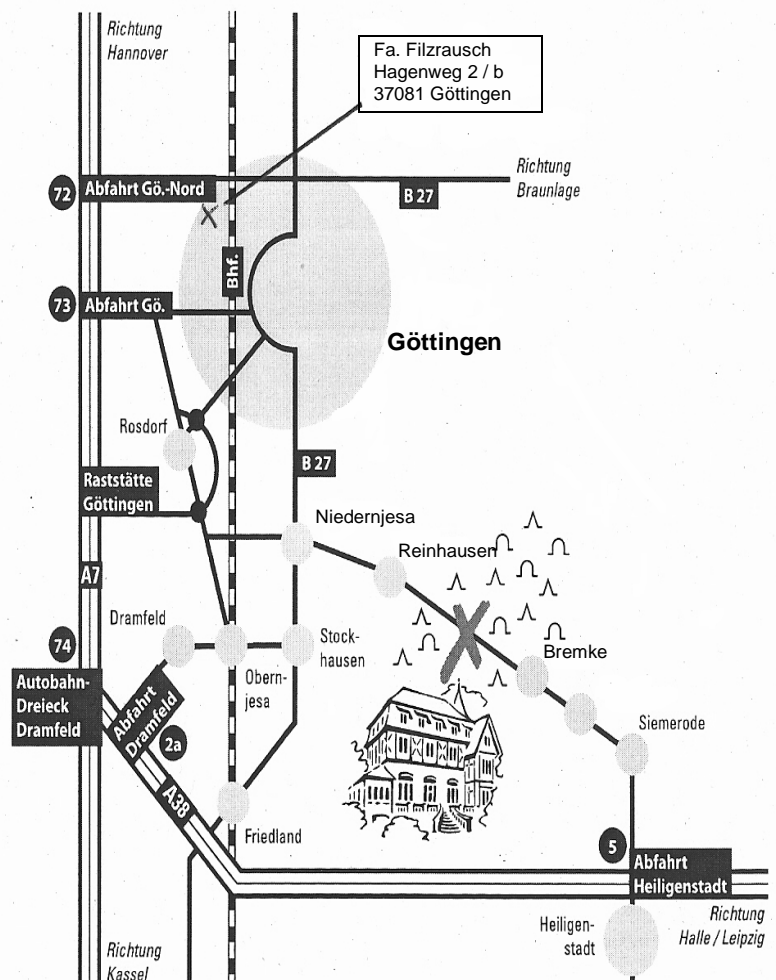 Richtung
Hannover
Fa. Filzrausch
Hagenweg 2 / b
37081 Göttingen
Richtung
Braunlage
72
Abfahrt Gö.-Nord
B 27
Bhf.
73
Abfahrt Gö.
Göttingen
Rosdorf
B 27
Raststätte
Göttingen
Niedernjesa
Reinhausen
A7
Dramfeld
74
Stock-
hausen
Bremke
Obern-
jesa
Autobahn-
Dreieck
Dramfeld
Abfahrt
Dramfeld
2a
Siemerode
A38
Friedland
5
Abfahrt
Heiligenstadt
Heiligen-
stadt
Richtung
Halle / Leipzig
Richtung
Kassel